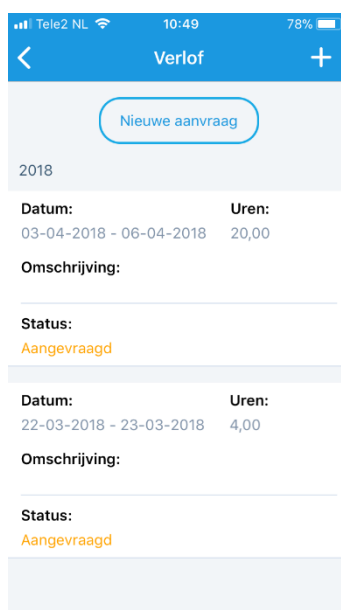 Tele2 NL 10:49 78%
Verlof
Nieuwe aanvraag
2018
Datum: Uren:
03-04-2018 - 06-04-2018 20,00
Omschrijving:
Status:
Aangevraagd
Datum: Uren:
22-03-2018 - 23-03-2018 4,00
Omschrijving:
Status:
Aangevraagd